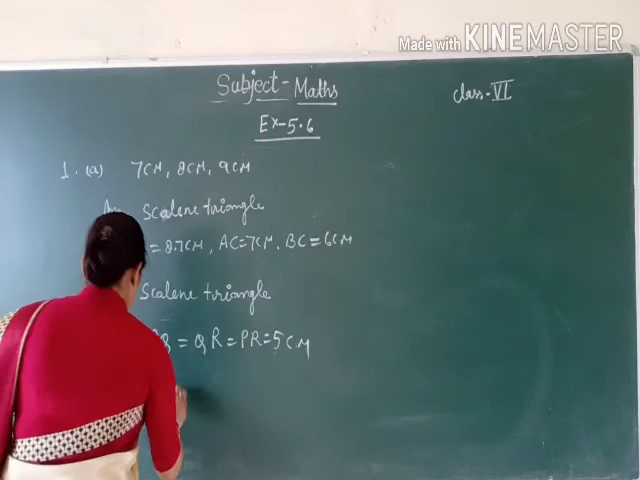 Made with KINEMASTER
Subject - Maths
class - VI
Ex-5.6
1. (a) 7CM, 8CM, 9CM
Scalene triangle
= 8.7CM, AC=7CM. BC=6CM
Scalene triangle
= QR = PR=5CM